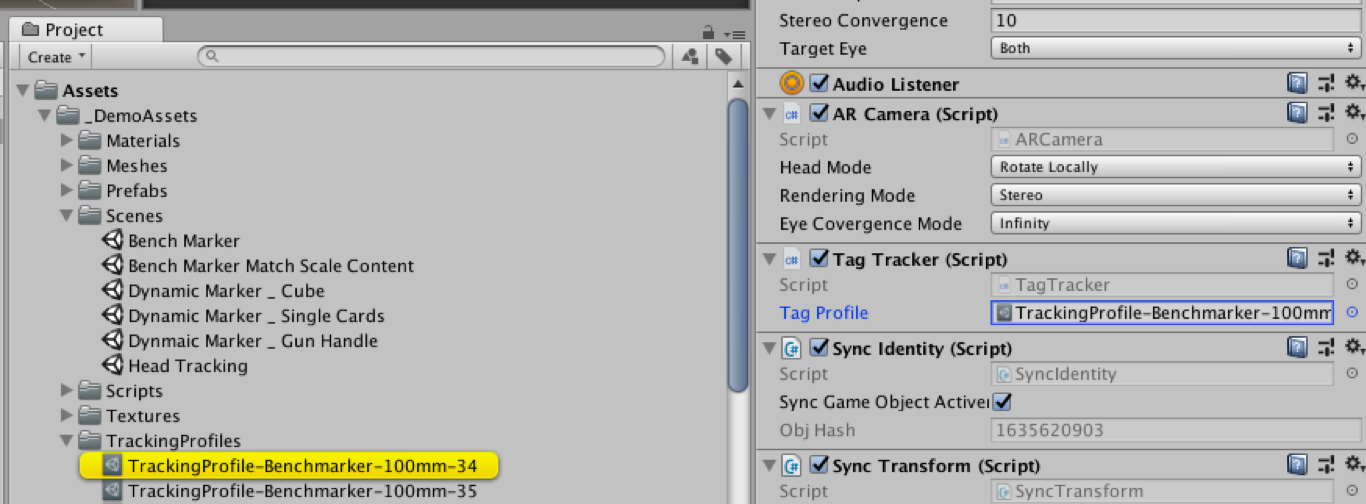 Project
Create
Assets
_DemoAssets
Materials
Meshes
Prefabs
Scenes
Bench Marker
Bench Marker Match Scale Content
Dynamic Marker _ Cube
Dynamic Marker _ Single Cards
Dynmaic Marker _ Gun Handle
Head Tracking
Scripts
Textures
TrackingProfiles
TrackingProfile-Benchmarker-100mm-34
TrackingProfile-Benchmarker-100mm-35
Stereo Convergence 10
Target Eye Both
Audio Listener
AR Camera (Script)
Script ARCamera
Head Mode Rotate Locally
Rendering Mode Stereo
Eye Covergence Mode Infinity
Tag Tracker (Script)
Script TagTracker
Tag Profile TrackingProfile-Benchmarker-100mm
Sync Identity (Script)
Script SyncIdentity
Sync Game Object Active
Obj Hash 1635620903
Sync Transform (Script)
Script SyncTransform